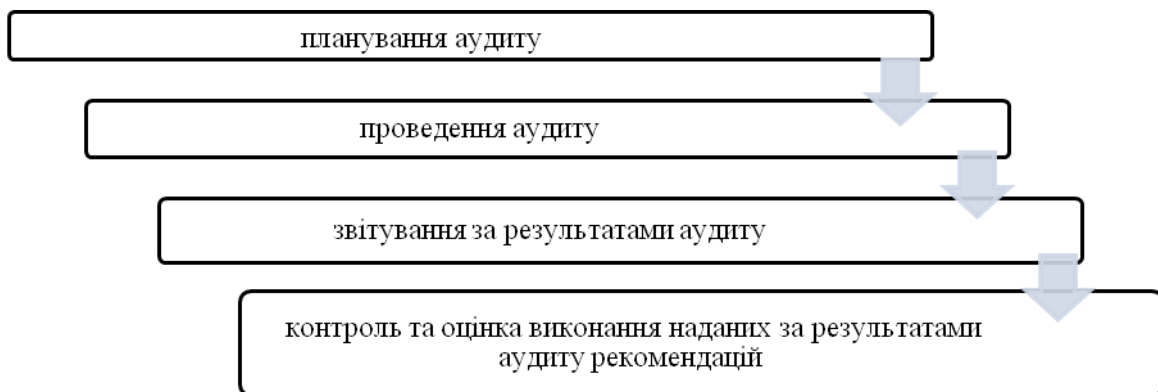 планування аудиту
проведення аудиту
звітування за результатами аудиту
контроль та оцінка виконання наданих за результатами
аудиту рекомендацій